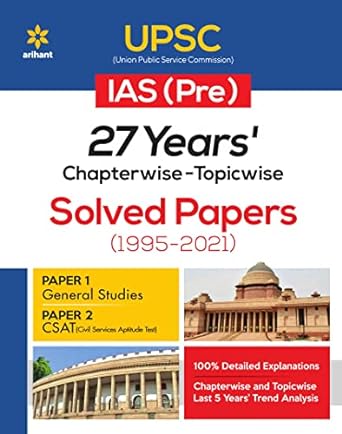 arihant
UPSC
(Union Public Service Commission)
IAS (Pre)
27 Years'
Chapterwise-Topicwise
Solved Papers
(1995-2021)
PAPER 1
General Studies
PAPER 2
CSAT (Civil Services Aptitude Test)
100% Detailed Explanations
Chapterwise and Topicwise
Last 5 Years' Trend Analysis